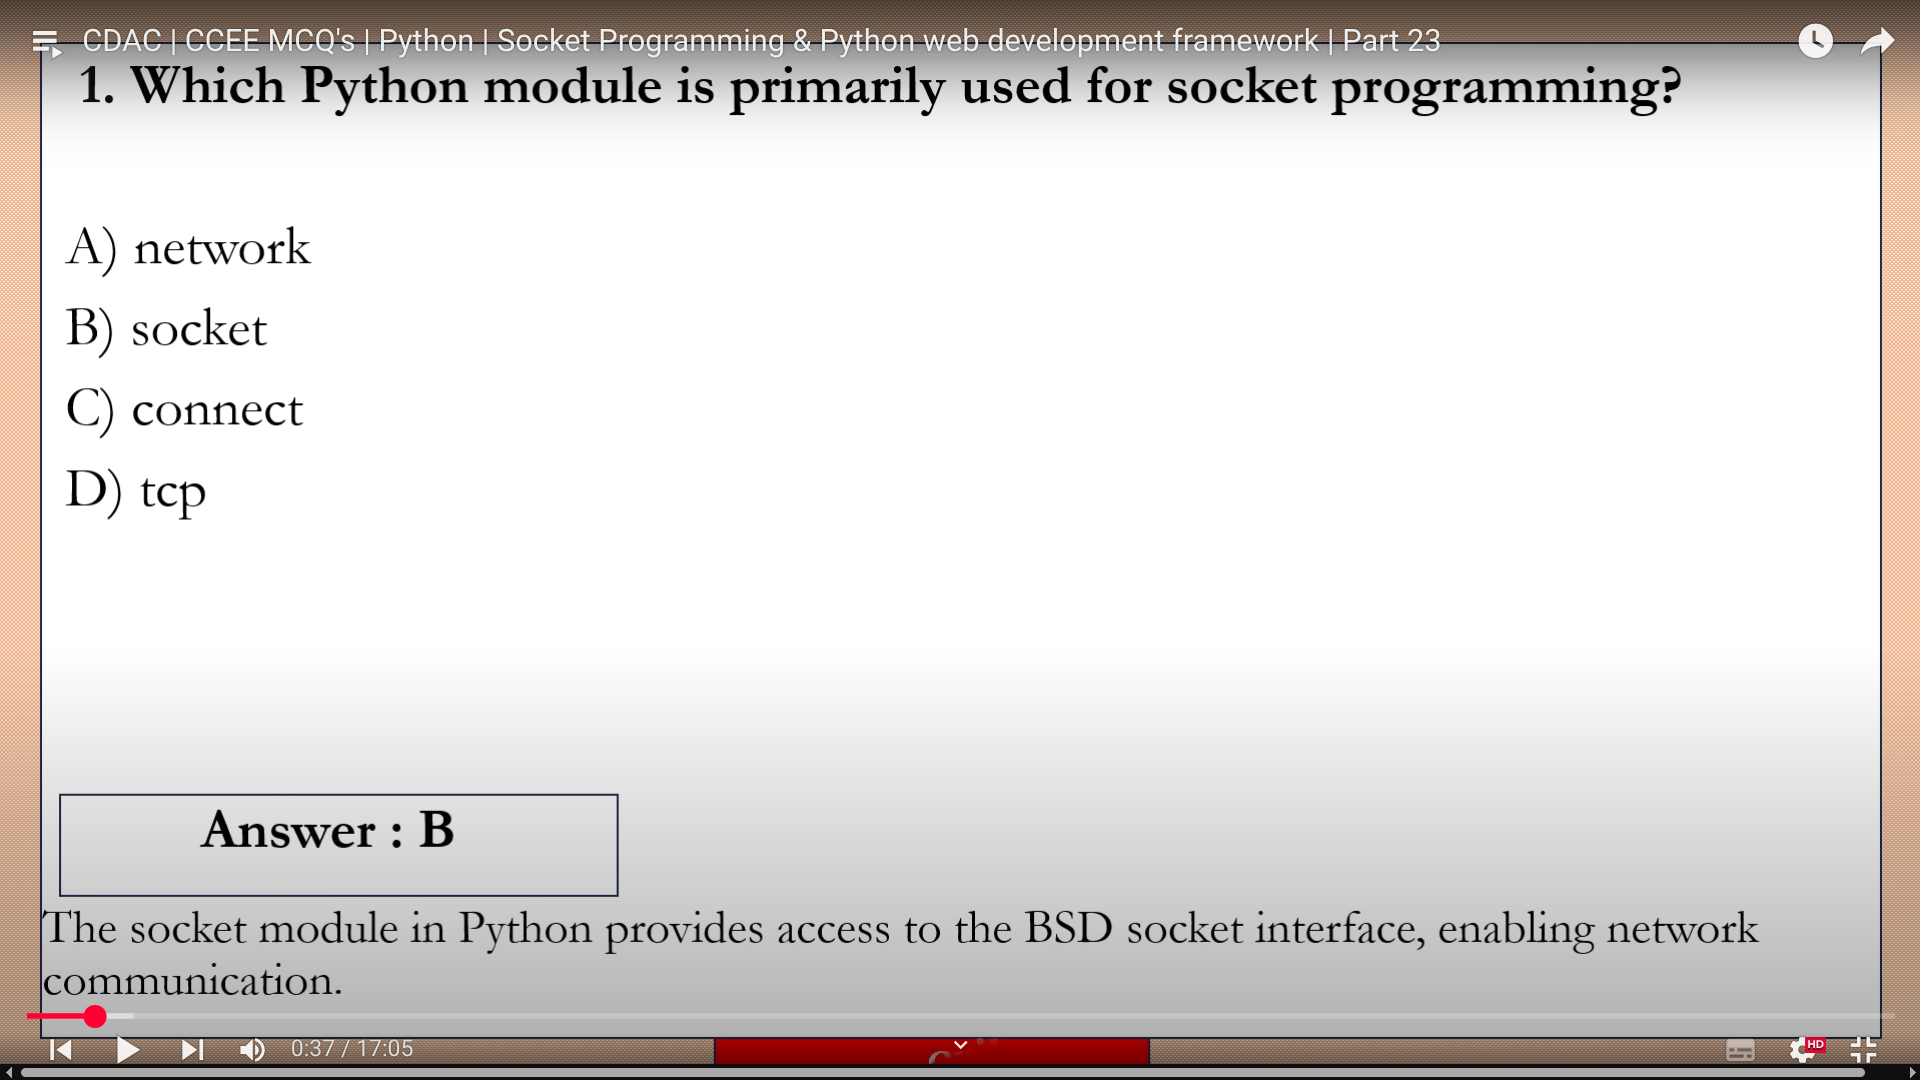 CDAC | CCEE MCQ's | Python | Socket Programming & Python web development framework | Part 23
1. Which Python module is primarily used for socket programming?
A) network
B) socket
C) connect
D) tcp
Answer : B
The socket module in Python provides access to the BSD socket interface, enabling network
communication.
0:37 / 17:05
HD